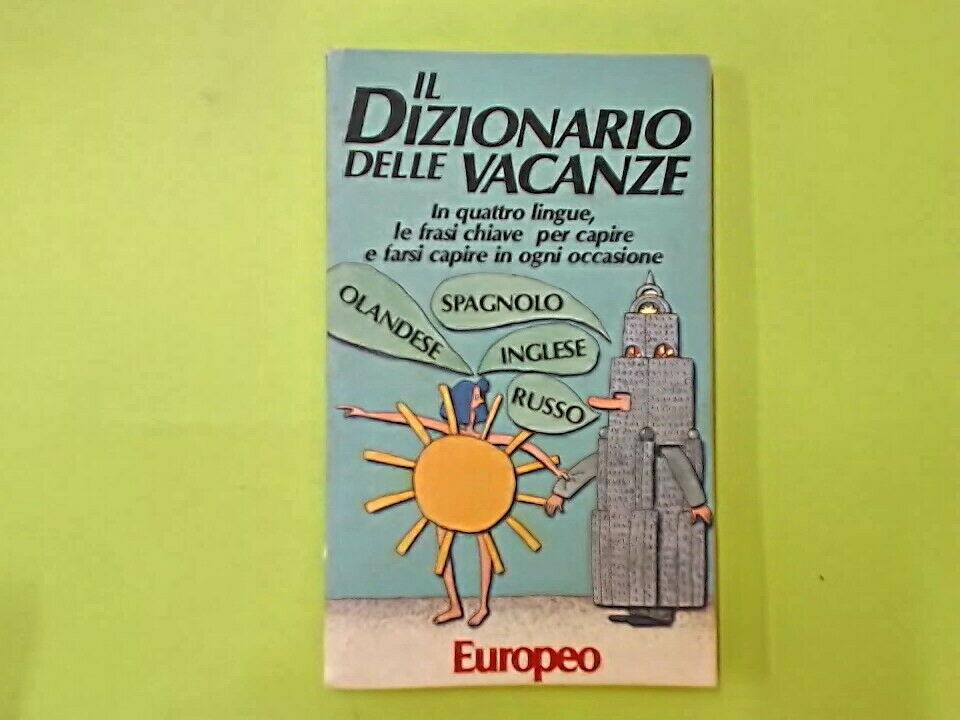 IL
DIZIONARIO
DELLE VACANZE
In quattro lingue,
le frasi chiave per capire
e farsi capire in ogni occasione
OLANDESE
SPAGNOLO
INGLESE
RUSSO
Europeo